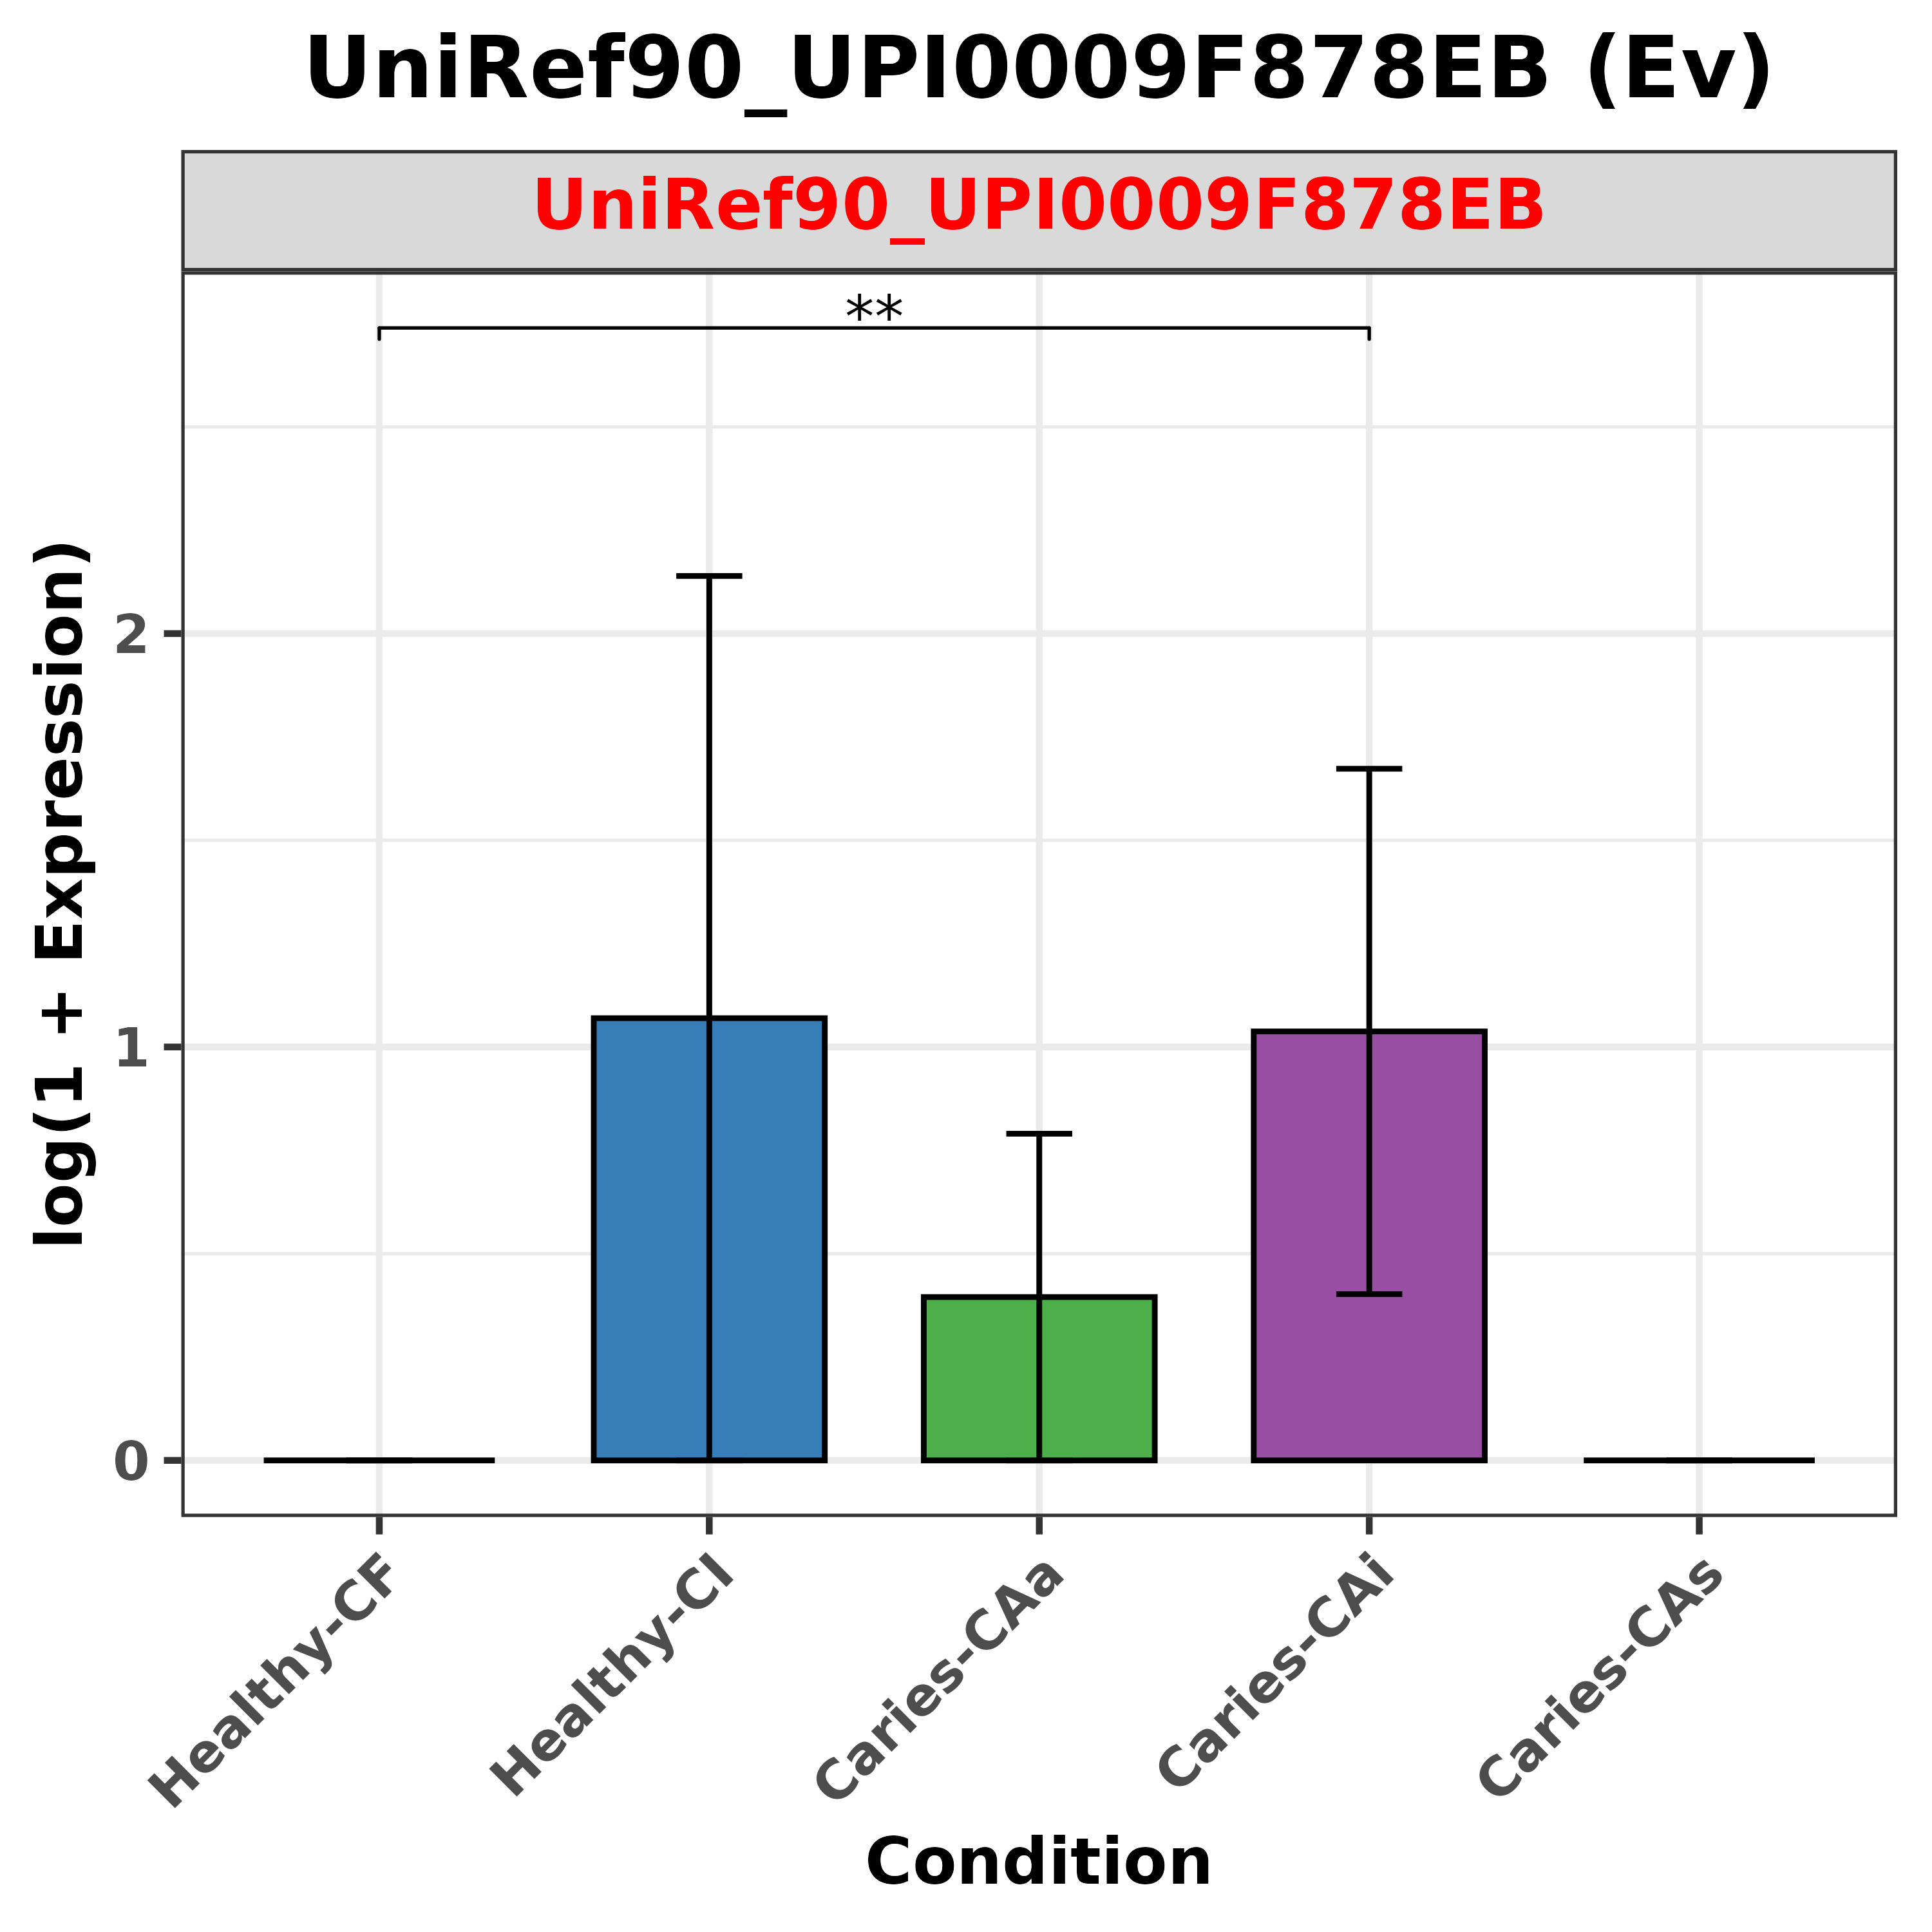 UniRef90_UPI0009F878EB (Ev)
UniRef90_UPI0009F878EB
**
log(1 + Expression)
2
1
0
Healthy-CF
Healthy-CI
Caries-CAa
Caries-CAi
Caries-CAs
Condition